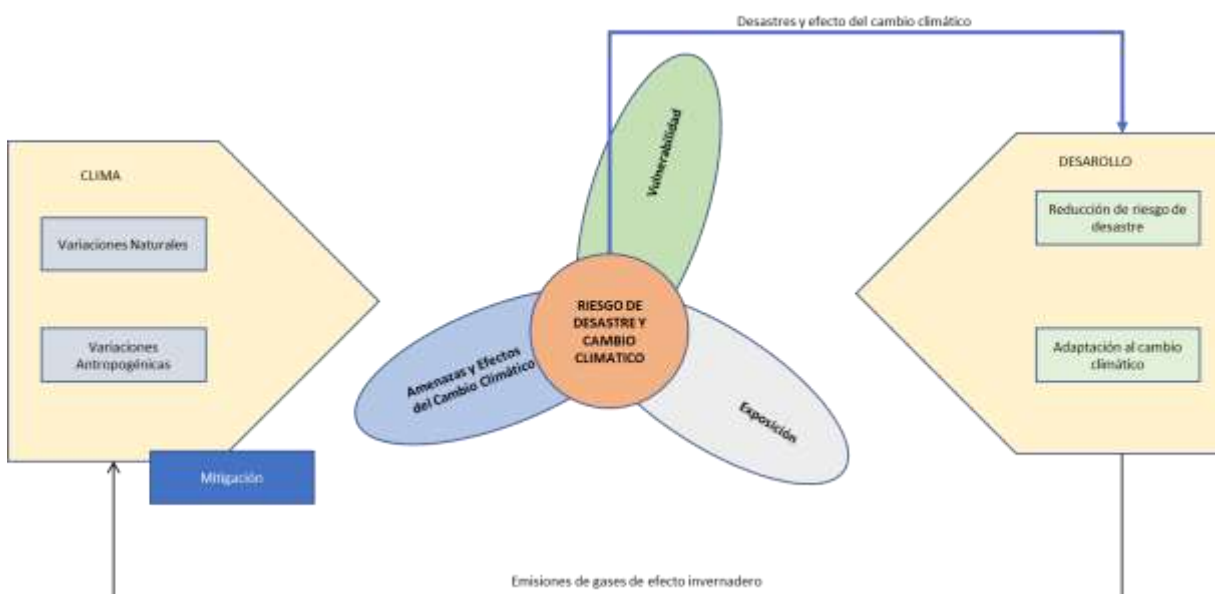 Desastres y efecto del cambio climático
CLIMA
Variaciones Naturales
Variaciones
Antropogénicas
Mitigación
Vulnerabilidad
RIESGO DE
DESASTRE Y
CAMBIO
CLIMATICO
Amenazas y Efectos
del Cambio Climático
Exposición
DESAROLLO
Reducción de riesgo de
desastre
Adaptación al cambio
climático
Emisiones de gases de efecto invernadero